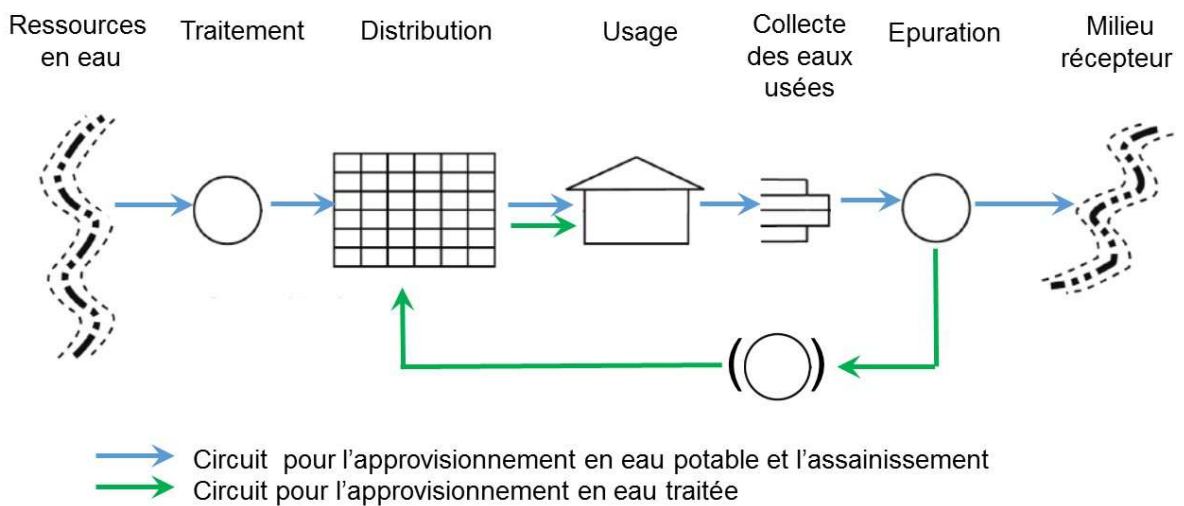 Ressources
en eau
Traitement
Distribution
Usage
Collecte
des eaux
usées
Epuration
Milieu
récepteur
( )
Circuit pour l'approvisionnement en eau potable et l'assainissement
Circuit pour l'approvisionnement en eau traitée